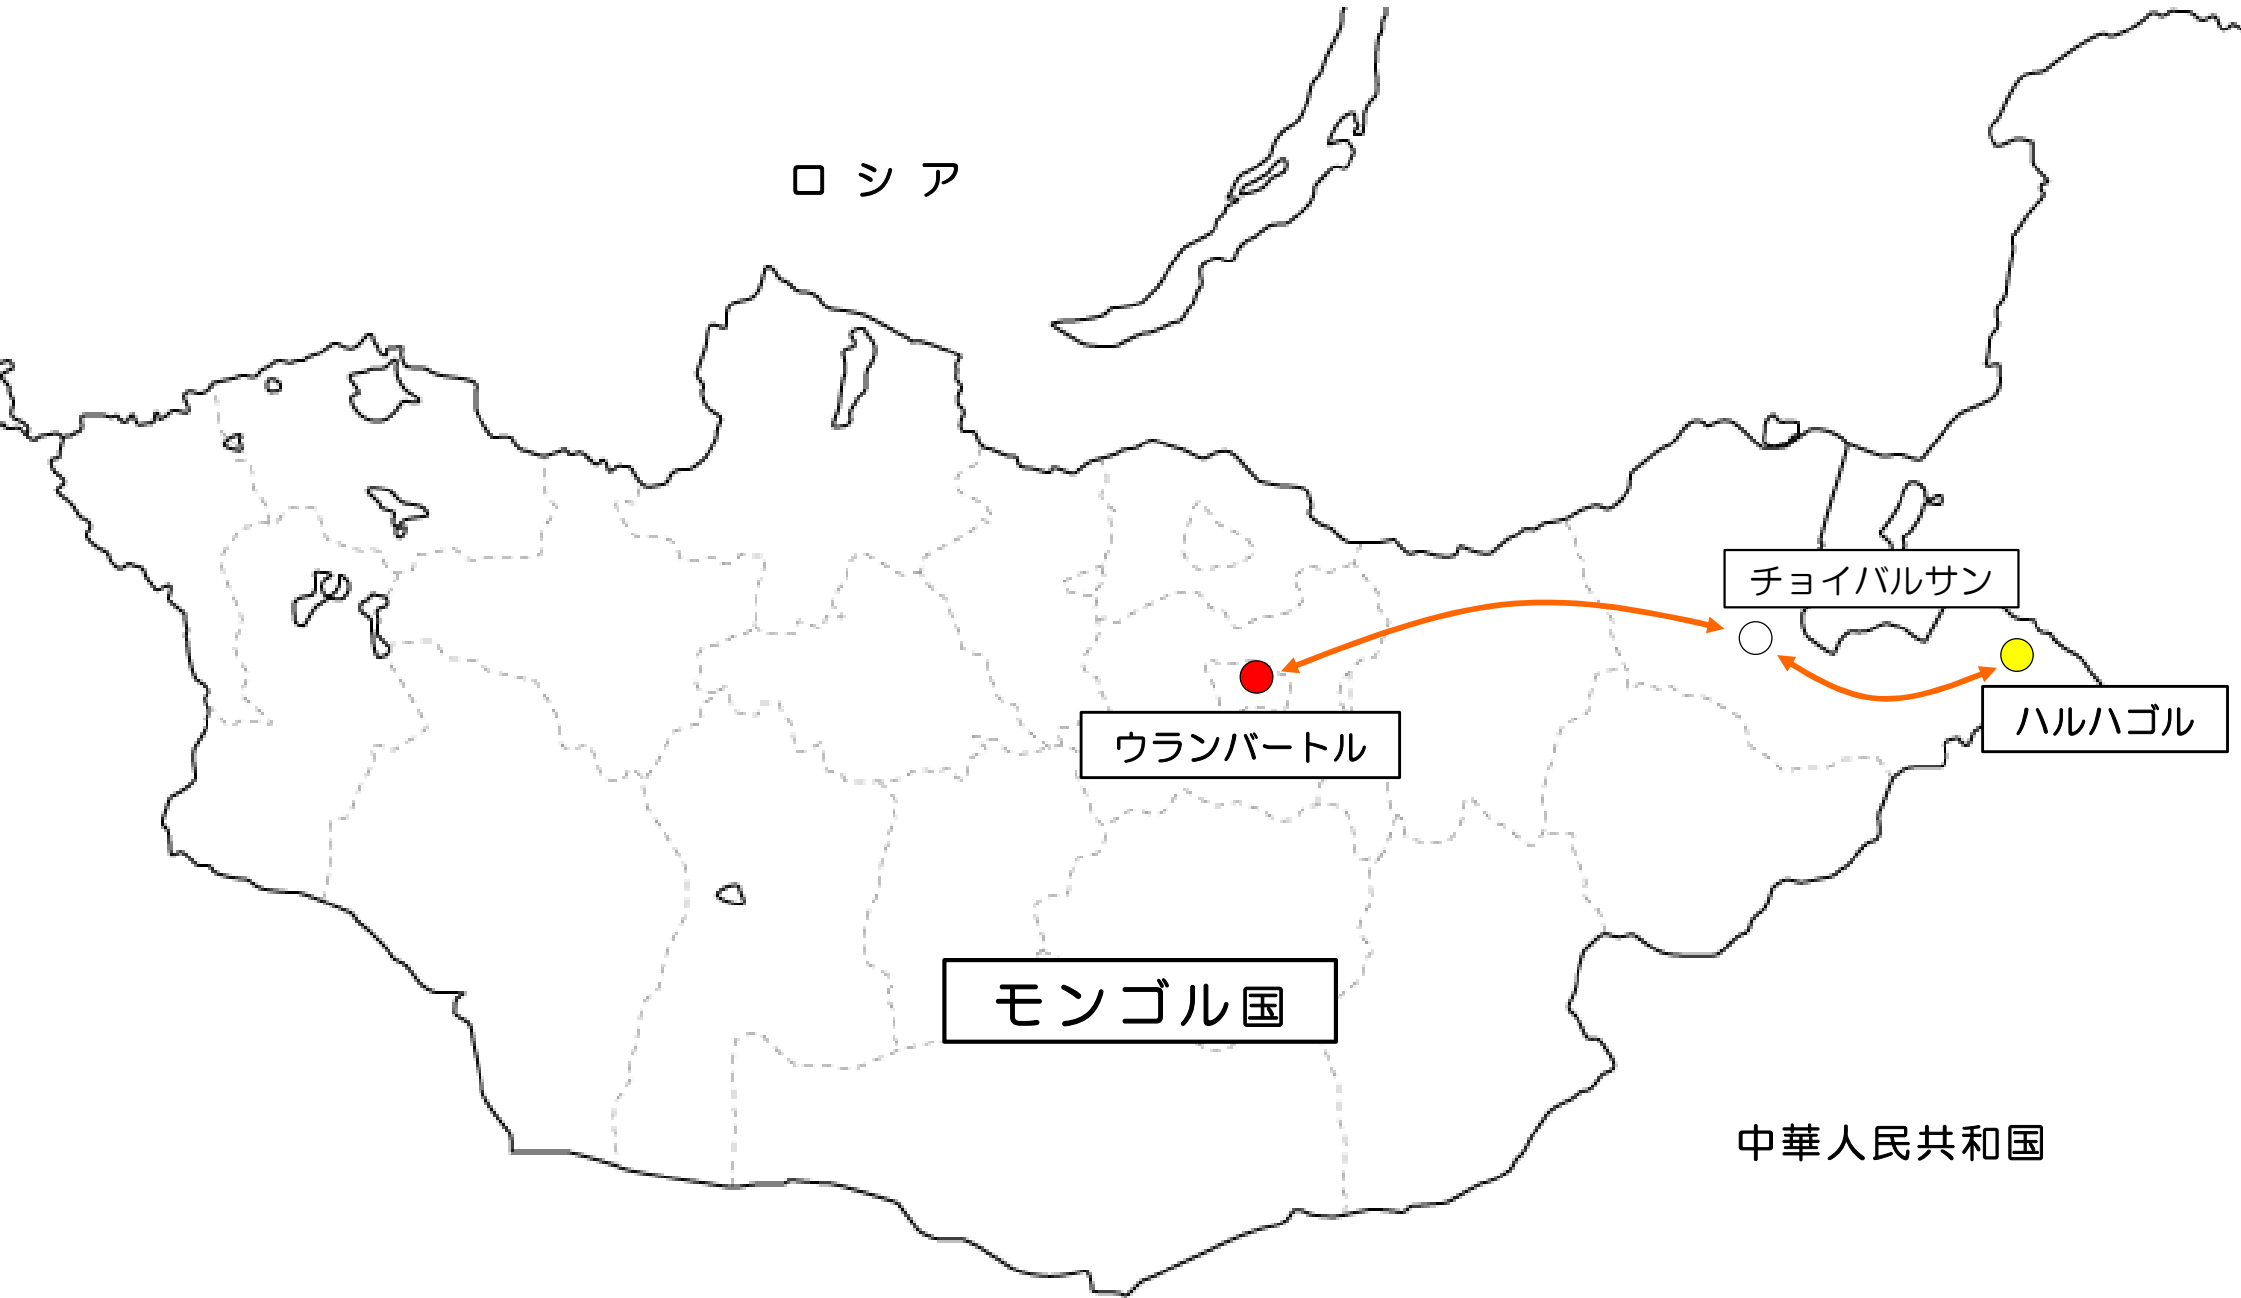 ロシア
チョイバルサン
ハルハゴル
ウランバートル
モンゴル国
中華人民共和国